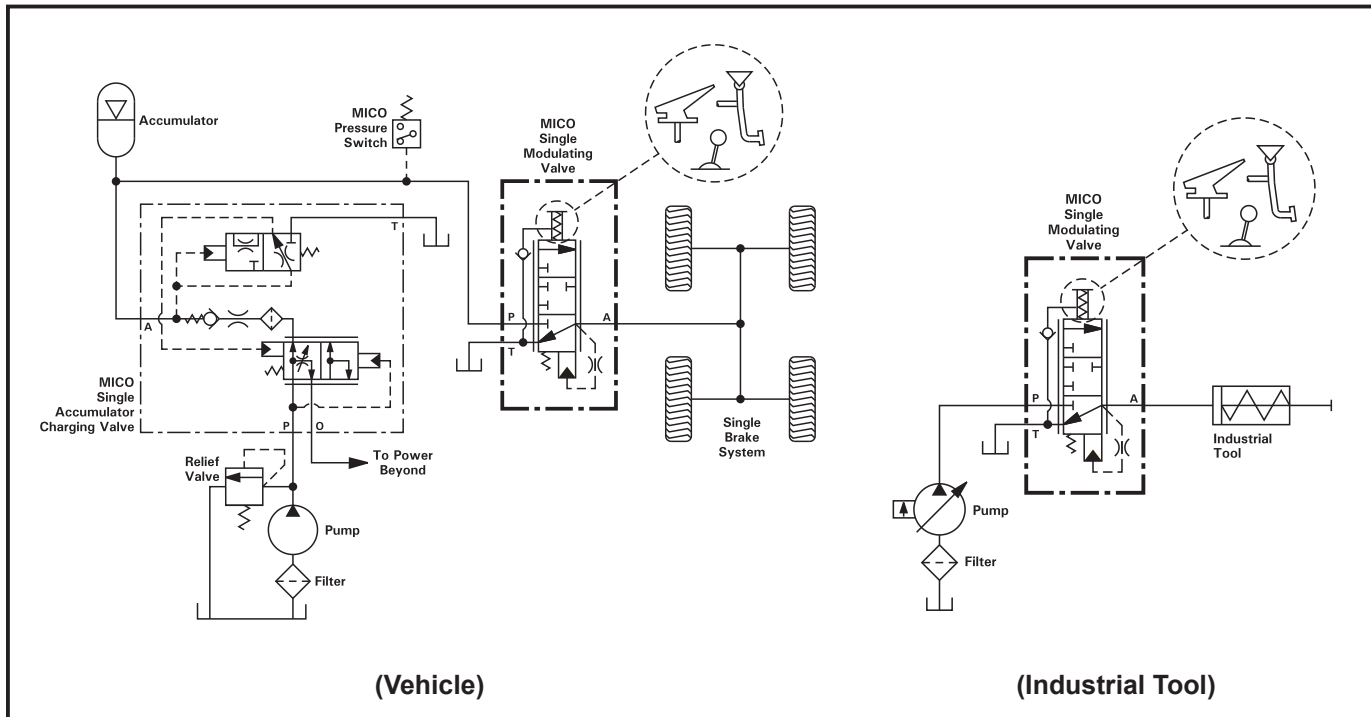 Accumulator
MICO
Pressure
Switch
MICO
Single
Modulating
Valve
T
A
P
A
T
MICO
Single
Accumulator
Charging Valve
P
O
To Power
Beyond
Relief
Valve
Pump
Filter
Single
Brake
System
(Vehicle)
MICO
Single
Modulating
Valve
P
A
T
Industrial
Tool
Pump
Filter
(Industrial Tool)